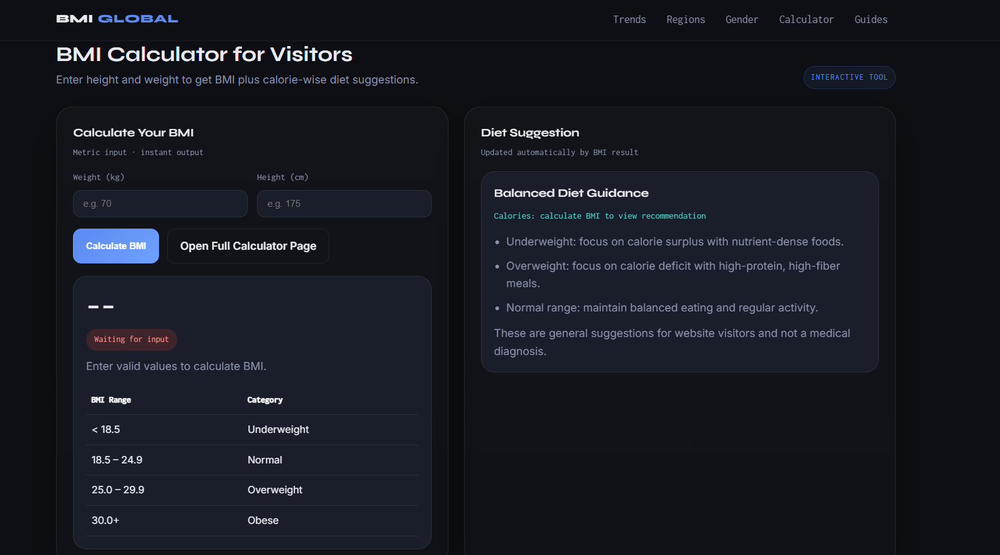 BMI GLOBAL
Trends
Regions
Gender
Calculator
Guides
BMI Calculator for Visitors
Enter height and weight to get BMI plus calorie-wise diet suggestions.
INTERACTIVE TOOL
Calculate Your BMI
Metric input · instant output
Weight (kg)
Height (cm)
e.g. 70
e.g. 175
Calculate BMI
Open Full Calculator Page
--
Waiting for input
Enter valid values to calculate BMI.
BMI Range
Category
< 18.5
Underweight
18.5 – 24.9
Normal
25.0 – 29.9
Overweight
30.0+
Obese
Diet Suggestion
Updated automatically by BMI result
Balanced Diet Guidance
Calories: calculate BMI to view recommendation
• Underweight: focus on calorie surplus with nutrient-dense foods.
• Overweight: focus on calorie deficit with high-protein, high-fiber
meals.
• Normal range: maintain balanced eating and regular activity.
These are general suggestions for website visitors and not a medical
diagnosis.